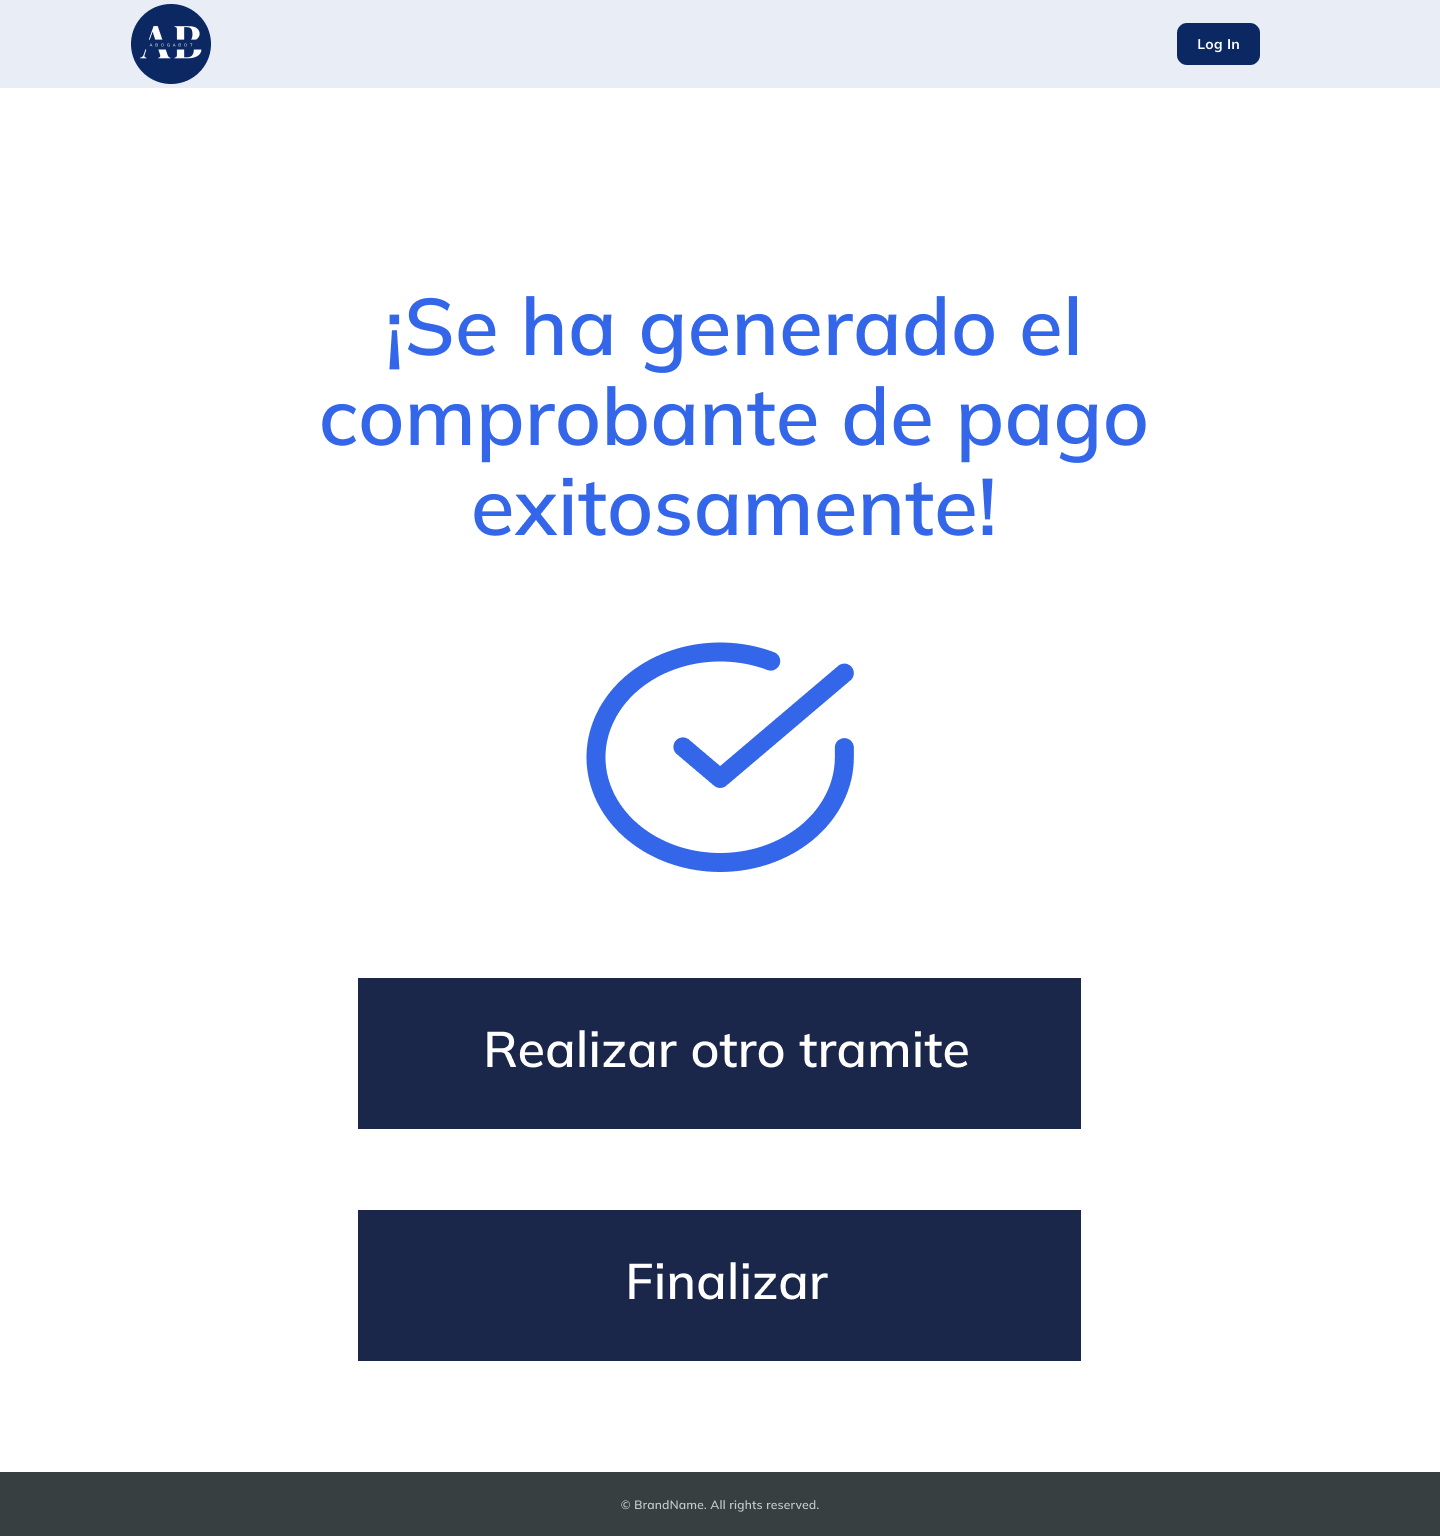 AB
ABOGABOT
Log In
¡Se ha generado el
comprobante de pago
exitosamente!
Realizar otro tramite
Finalizar
© BrandName. All rights reserved.